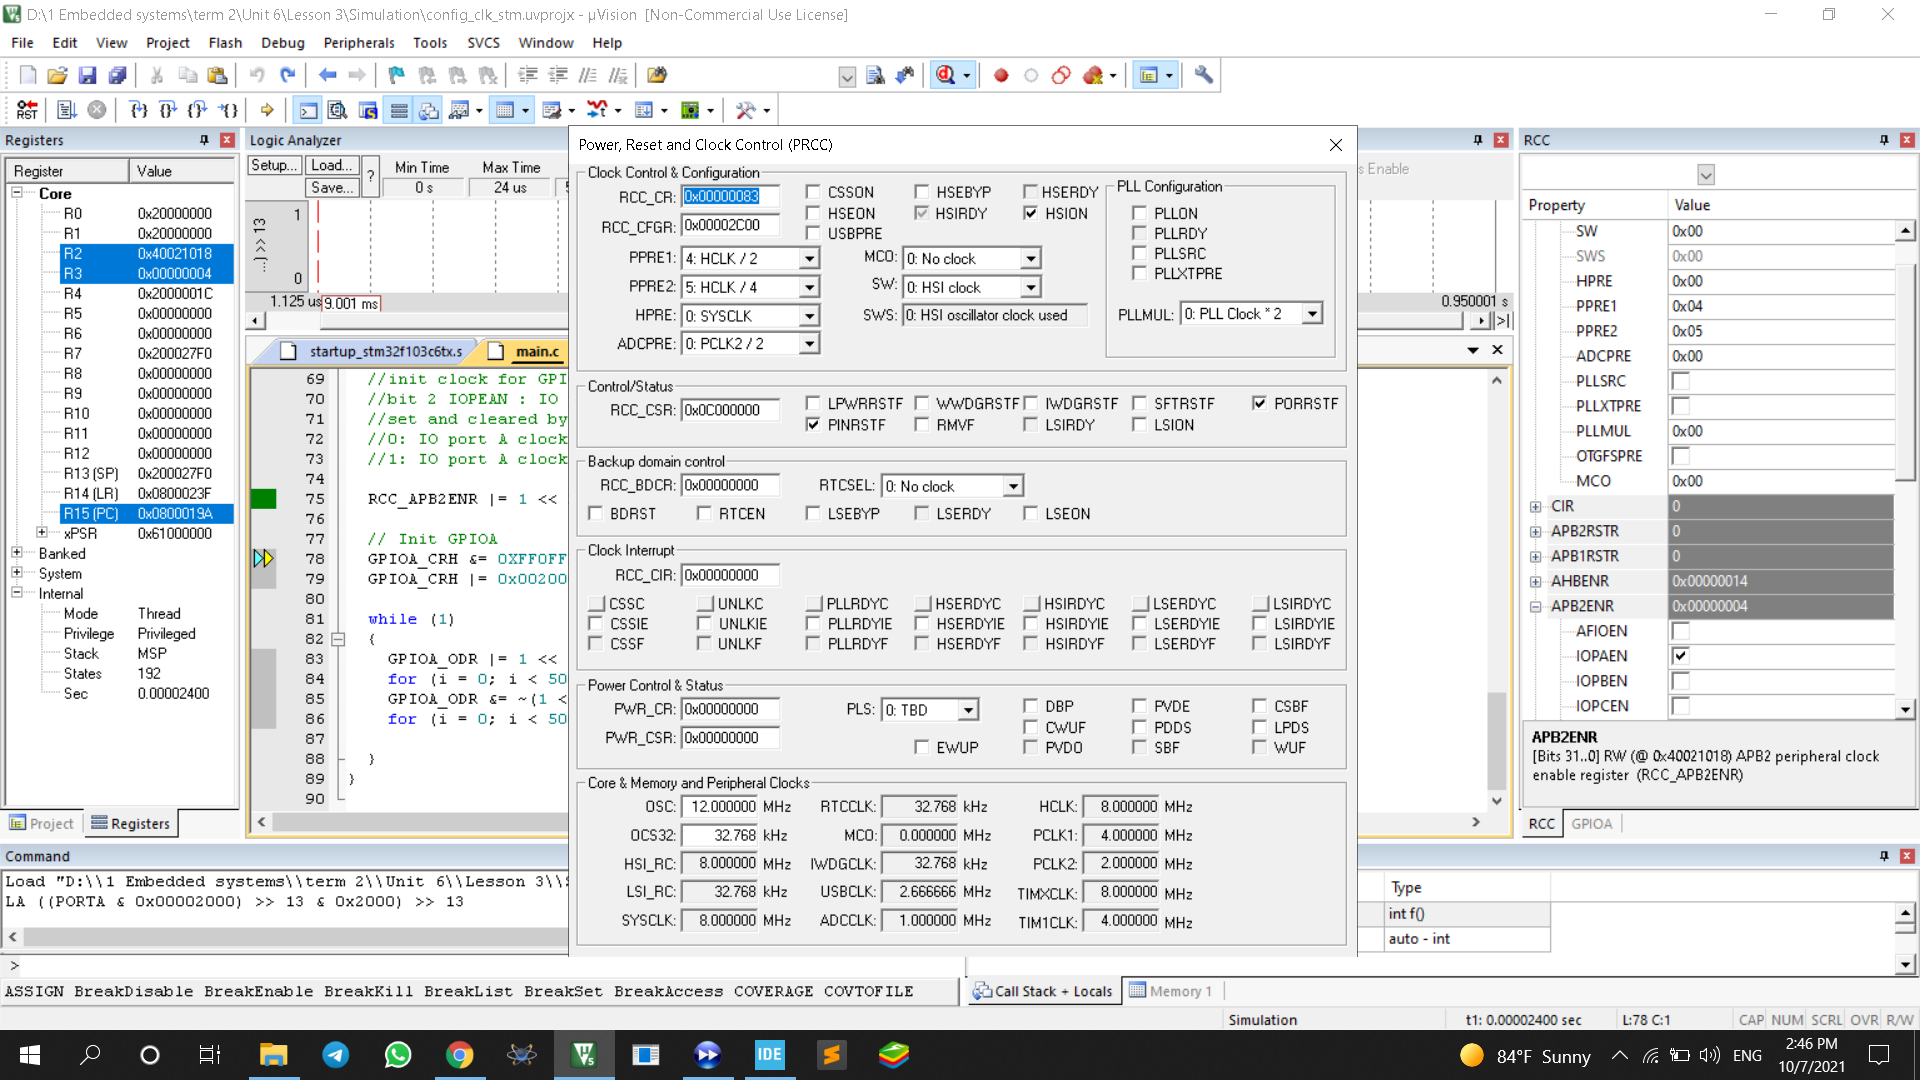 D:\1 Embedded systems\term 2\Unit 6\Lesson 3\Simulation\config_clk_stm.uvprojx - µVision  [Non-Commercial Use License]
File Edit View Project Flash Debug Peripherals Tools SVCS Window Help
RST
Registers
Register Value
Core
R0 0x20000000
R1 0x20000000
R2 0x40021018
R3 0x00000004
R4 0x2000001C
R5 0x00000000
R6 0x00000000
R7 0x200027F0
R8 0x00000000
R9 0x00000000
R10 0x00000000
R11 0x00000000
R12 0x00000000
R13 (SP) 0x200027F0
R14 (LR) 0x0800023F
R15 (PC) 0x0800019A
xPSR 0x61000000
Banked
System
Internal
Mode Thread
Privilege Privileged
Stack MSP
States 192
Sec 0.00002400
Project Registers
Logic Analyzer
Setup... Load... Min Time Max Time
Save... ? 0 s 24 us
...) >> 13 1 0
1.125 us 9.001 ms 0.950001 s
s Enable
startup_stm32f103c6tx.s main.c
69 //init clock for GPI
70 //bit 2 IOPEAN : IO
71 //set and cleared by
72 //0: IO port A clock
73 //1: IO port A clock
74
75 RCC_APB2ENR |= 1 <<
76
77 // Init GPIOA
78 GPIOA_CRH &= 0XFF0FF
79 GPIOA_CRH |= 0x00200
80
81 while (1)
82 {
83 GPIOA_ODR |= 1 <<
84 for (i = 0; i < 50
85 GPIOA_ODR &= ~(1 <
86 for (i = 0; i < 50
87
88 }
89 }
90
Power, Reset and Clock Control (PRCC)
Clock Control & Configuration
RCC_CR: 0x00000083 CSSON HSEBYP HSERDY
HSEON HSIRDY HSION
RCC_CFGR: 0x00002C00 USBPRE
PPRE1: 4: HCLK / 2 MCO: 0: No clock
PPRE2: 5: HCLK / 4 SW: 0: HSI clock
HPRE: 0: SYSCLK SWS: 0: HSI oscillator clock used
ADCPRE: 0: PCLK2 / 2
PLL Configuration
PLLON
PLLRDY
PLLSRC
PLLXTPRE
PLLMUL: 0: PLL Clock * 2
Control/Status
RCC_CSR: 0x0C000000 LPWRRSTF WWDGRSTF IWDGRSTF SFTRSTF PORRSTF
PINRSTF RMVF LSIRDY LSION
Backup domain control
RCC_BDCR: 0x00000000 RTCSEL: 0: No clock
BDRST RTCEN LSEBYP LSERDY LSEON
Clock Interrupt
RCC_CIR: 0x00000000
CSSC UNLKC PLLRDYC HSERDYC HSIRDYC LSERDYC LSIRDYC
CSSIE UNLKIE PLLRDYIE HSERDYIE HSIRDYIE LSERDYIE LSIRDYIE
CSSF UNLKF PLLRDYF HSERDYF HSIRDYF LSERDYF LSIRDYF
Power Control & Status
PWR_CR: 0x00000000 PLS: 0: TBD DBP PVDE CSBF
CWUF PDDS LPDS
PWR_CSR: 0x00000000 EWUP PVDO SBF WUF
Core & Memory and Peripheral Clocks
OSC: 12.000000 MHz RTCCLK: 32.768 kHz HCLK: 8.000000 MHz
OCS32: 32.768 kHz MCO: 0.000000 MHz PCLK1: 4.000000 MHz
HSI_RC: 8.000000 MHz IWDGCLK: 32.768 kHz PCLK2: 2.000000 MHz
LSI_RC: 32.768 kHz USBCLK: 2.666666 MHz TIMXCLK: 8.000000 MHz
SYSCLK: 8.000000 MHz ADCCLK: 1.000000 MHz TIM1CLK: 4.000000 MHz
RCC
Property Value
SW 0x00
SWS 0x00
HPRE 0x00
PPRE1 0x04
PPRE2 0x05
ADCPRE 0x00
PLLSRC
PLLXTPRE
PLLMUL 0x00
OTGFSPRE
MCO 0x00
CIR 0
APB2RSTR 0
APB1RSTR 0
AHBENR 0x00000014
APB2ENR 0x00000004
AFIOEN
IOPAEN
IOPBEN
IOPCEN
APB2ENR
[Bits 31..0] RW (@ 0x40021018) APB2 peripheral clock
enable register  (RCC_APB2ENR)
RCC GPIOA
Command
Load "D:\\1 Embedded systems\\term 2\\Unit 6\\Lesson 3\\S
LA ((PORTA & 0x00002000) >> 13 & 0x2000) >> 13
>
ASSIGN BreakDisable BreakEnable BreakKill BreakList BreakSet BreakAccess COVERAGE COVTOFILE
Type
int f()
auto - int
Call Stack + Locals Memory 1
Simulation t1: 0.00002400 sec L:78 C:1 CAP NUM SCRL OVR R/W
IDE
84°F Sunny ENG 2:46 PM
10/7/2021